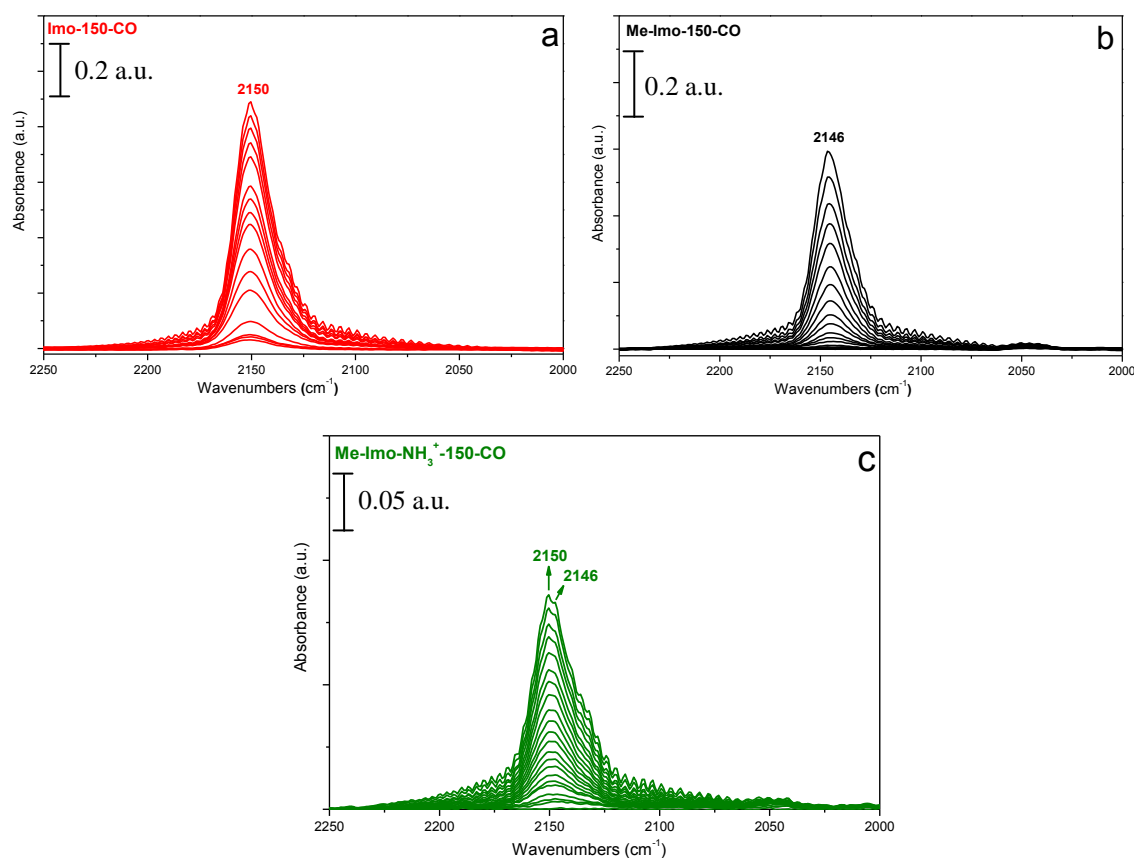 Imo-150-CO
a
0.2 a.u.
2150
Absorbance (a.u.)
2250 2200 2150 2100 2050 2000
Wavenumbers (cm⁻¹)
Me-Imo-150-CO
b
0.2 a.u.
2146
Absorbance (a.u.)
2250 2200 2150 2100 2050 2000
Wavenumbers (cm⁻¹)
Me-Imo-NH₃⁺-150-CO
c
0.05 a.u.
2150
2146
Absorbance (a.u.)
2250 2200 2150 2100 2050 2000
Wavenumbers (cm⁻¹)